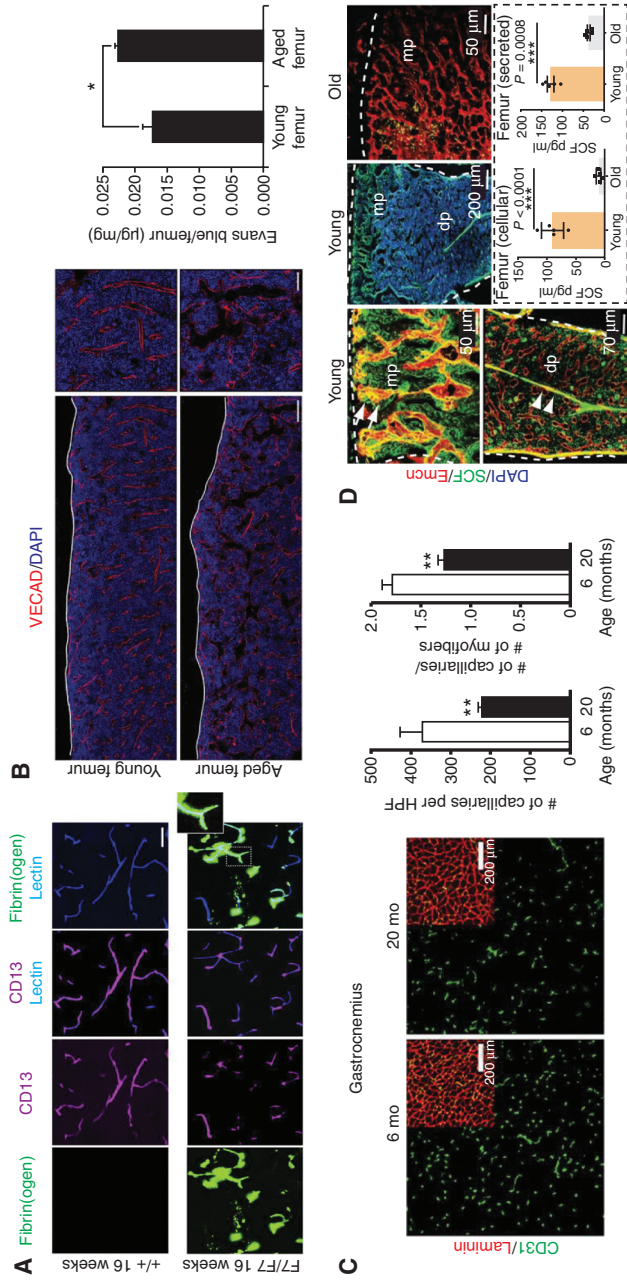 A
Fibrin(ogen)
CD13
CD13
Lectin
Fibrin(ogen)
Lectin
+/+ 16 weeks
F7/F7 16 weeks
B
VECAD/DAPI
Young femur
Aged femur
Evans blue/femur (µg/mg)
0.025
0.020
0.015
0.010
0.005
0.000
*
Young
femur
Aged
femur
C
Gastrocnemius
6 mo
20 mo
CD31/Laminin
200 µm
200 µm
# of capillaries per HPF
500
400
300
200
100
0
**
6 20
Age (months)
# of capillaries/
# of myofibers
2.0
1.5
1.0
0.5
0
**
6 20
Age (months)
D
DAPI/SCF/Emcn
Young
Young
Old
mp
50 µm
dp
70 µm
mp
dp
200 µm
mp
50 µm
Femur (cellular)
P < 0.0001
***
SCF pg/ml
150
100
50
0
Young
Old
Femur (secreted)
P = 0.0008
***
SCF pg/ml
200
150
100
50
0
Young
Old